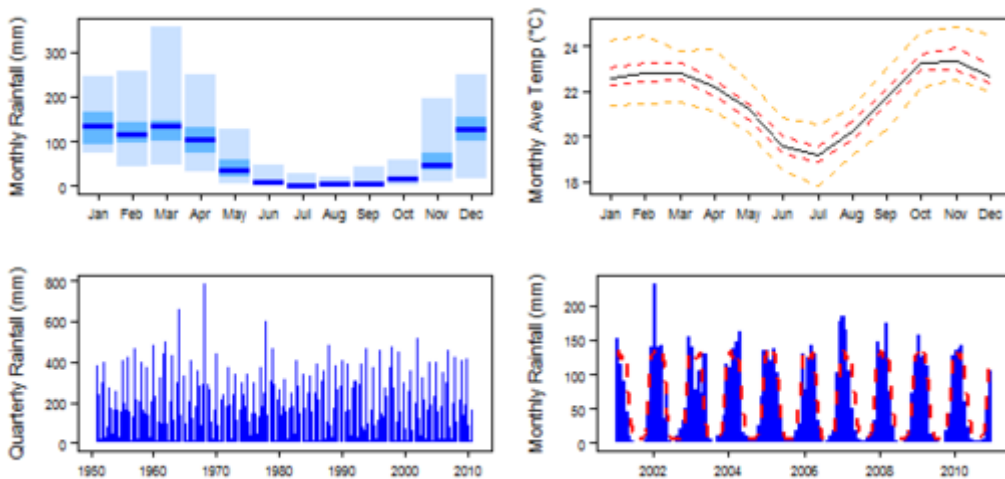 Monthly Rainfall (mm)
300
200
100
0
Jan Feb Mar Apr May Jun Jul Aug Sep Oct Nov Dec
Monthly Ave Temp (°C)
24
22
20
18
Jan Feb Mar Apr May Jun Jul Aug Sep Oct Nov Dec
Quarterly Rainfall (mm)
800
600
400
200
0
1950 1960 1970 1980 1990 2000 2010
Monthly Rainfall (mm)
200
150
100
50
0
2002 2004 2006 2008 2010